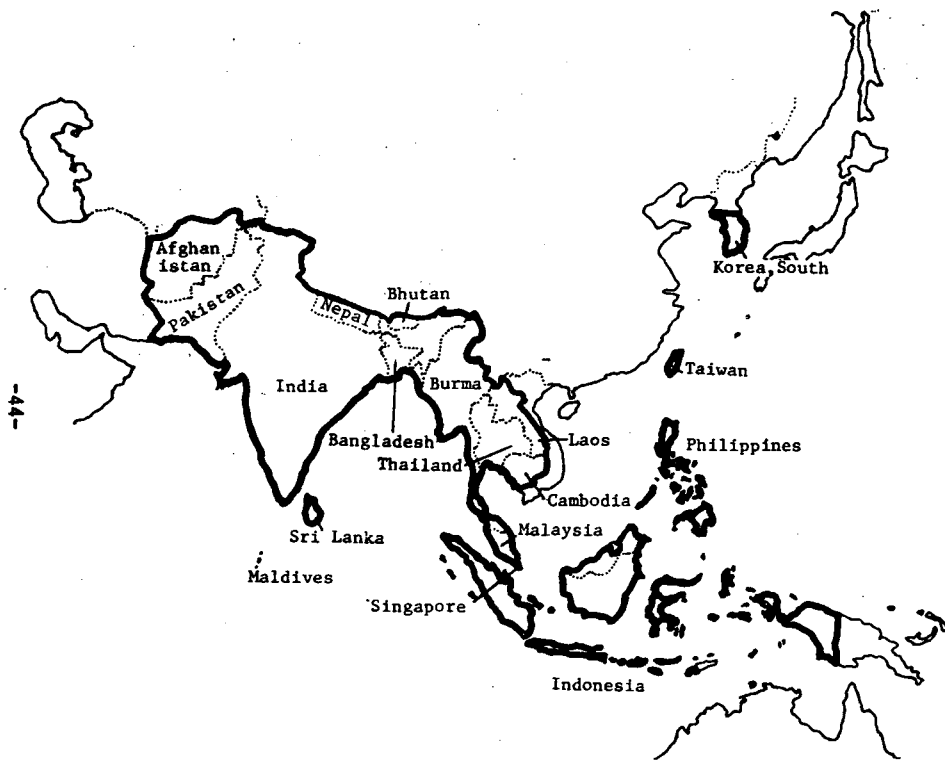 Afghan
istan
Pakistan
Nepal
Bhutan
India
Burma
Bangladesh
Thailand
Laos
Cambodia
Malaysia
Sri Lanka
Maldives
Singapore
Indonesia
Philippines
Taiwan
Korea South
-44-